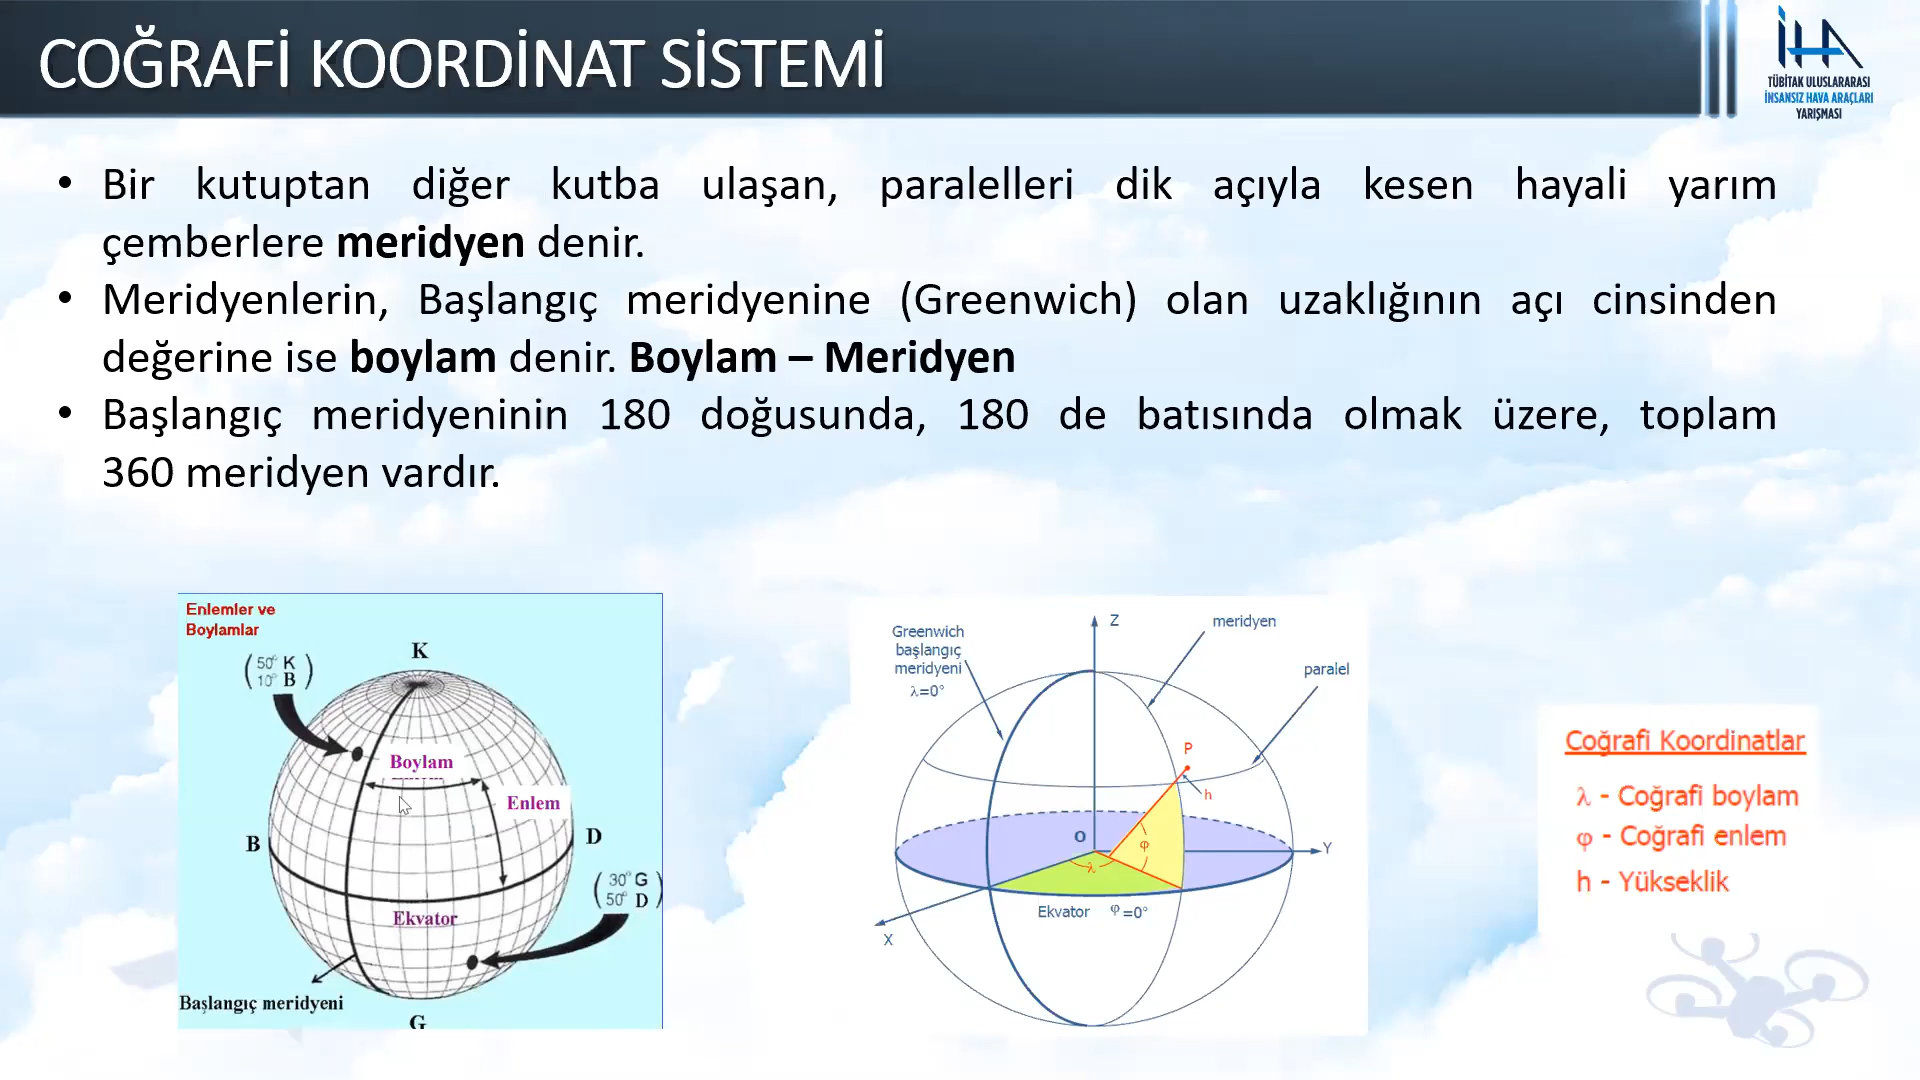 COĞRAFİ KOORDİNAT SİSTEMİ
İHA
TÜBİTAK ULUSLARARASI
İNSANSIZ HAVA ARAÇLARI
YARIŞMASI
• Bir kutuptan diğer kutba ulaşan, paralelleri dik açıyla kesen hayali yarım
çemberlere meridyen denir.
• Meridyenlerin, Başlangıç meridyenine (Greenwich) olan uzaklığının açı cinsinden
değerine ise boylam denir. Boylam – Meridyen
• Başlangıç meridyeninin 180 doğusunda, 180 de batısında olmak üzere, toplam
360 meridyen vardır.
Enlemler ve
Boylamlar
K
50° K
10° B
Boylam
Enlem
B
D
30° G
50° D
Ekvator
Başlangıç meridyeni
G
Greenwich
başlangıç
meridyeni
λ=0°
Z
meridyen
paralel
P
h
O
φ
λ
Y
Ekvator φ=0°
X
Coğrafi Koordinatlar
λ - Coğrafi boylam
φ - Coğrafi enlem
h - Yükseklik